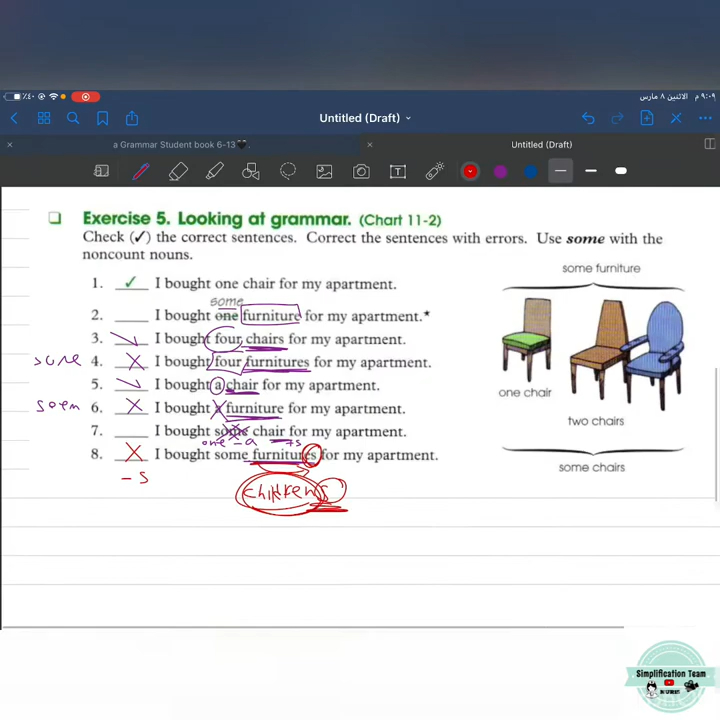 ٪٤٠
٩:٠٩ م الاثنين ٨ مارس
Untitled (Draft)
a Grammar Student book 6-13🖤.
Untitled (Draft)
Exercise 5. Looking at grammar. (Chart 11-2)
Check (✓) the correct sentences. Correct the sentences with errors. Use some with the
noncount nouns.
1. ✓ I bought one chair for my apartment.
some
2. ____ I bought one furniture for my apartment.*
3. I bought four chairs for my apartment.
some 4. X I bought four furnitures for my apartment.
5. I bought a chair for my apartment.
soem 6. X I bought a furniture for my apartment.
7. ____ I bought some chair for my apartment.
one - a +s
8. X I bought some furnitures for my apartment.
- s
childrens
some furniture
one chair
two chairs
some chairs
Simplification Team